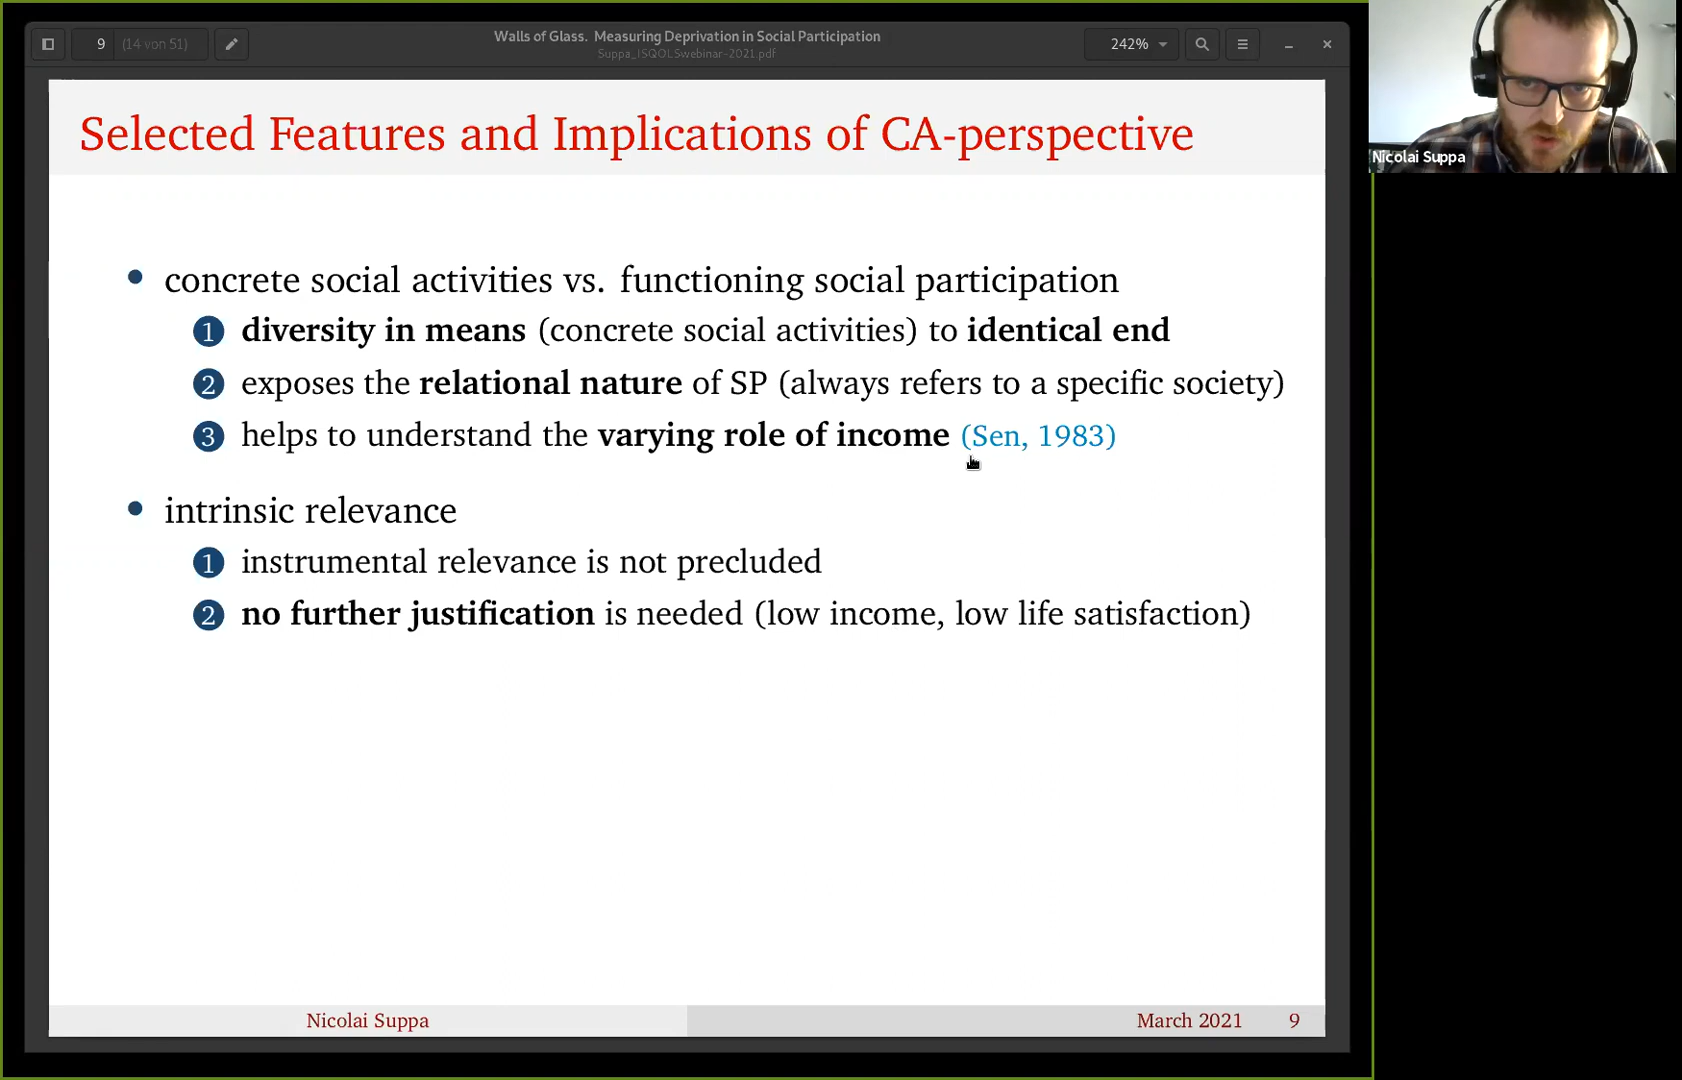 9 (14 von 51)
Walls of Glass. Measuring Deprivation in Social Participation
Suppa_ISQOLSwebinar-2021.pdf
242%
Nicolai Suppa
Selected Features and Implications of CA-perspective
• concrete social activities vs. functioning social participation
1 diversity in means (concrete social activities) to identical end
2 exposes the relational nature of SP (always refers to a specific society)
3 helps to understand the varying role of income (Sen, 1983)
• intrinsic relevance
1 instrumental relevance is not precluded
2 no further justification is needed (low income, low life satisfaction)
Nicolai Suppa March 2021 9